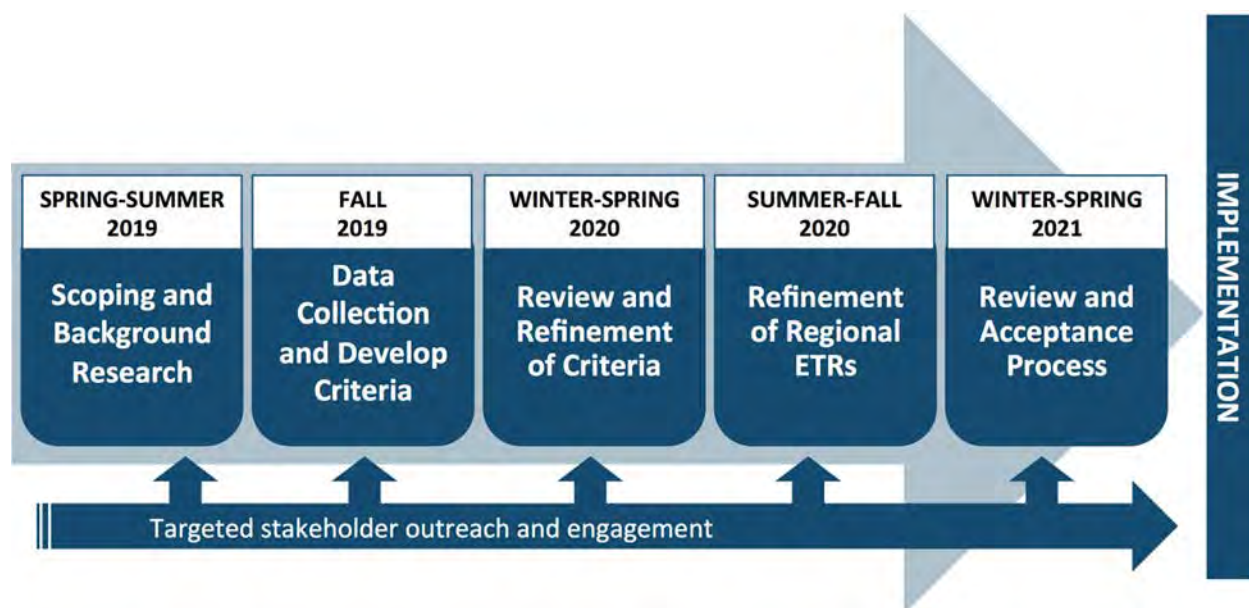 SPRING-SUMMER
2019
Scoping and
Background
Research
FALL
2019
Data
Collection
and Develop
Criteria
WINTER-SPRING
2020
Review and
Refinement
of Criteria
SUMMER-FALL
2020
Refinement
of Regional
ETRs
WINTER-SPRING
2021
Review and
Acceptance
Process
IMPLEMENTATION
Targeted stakeholder outreach and engagement